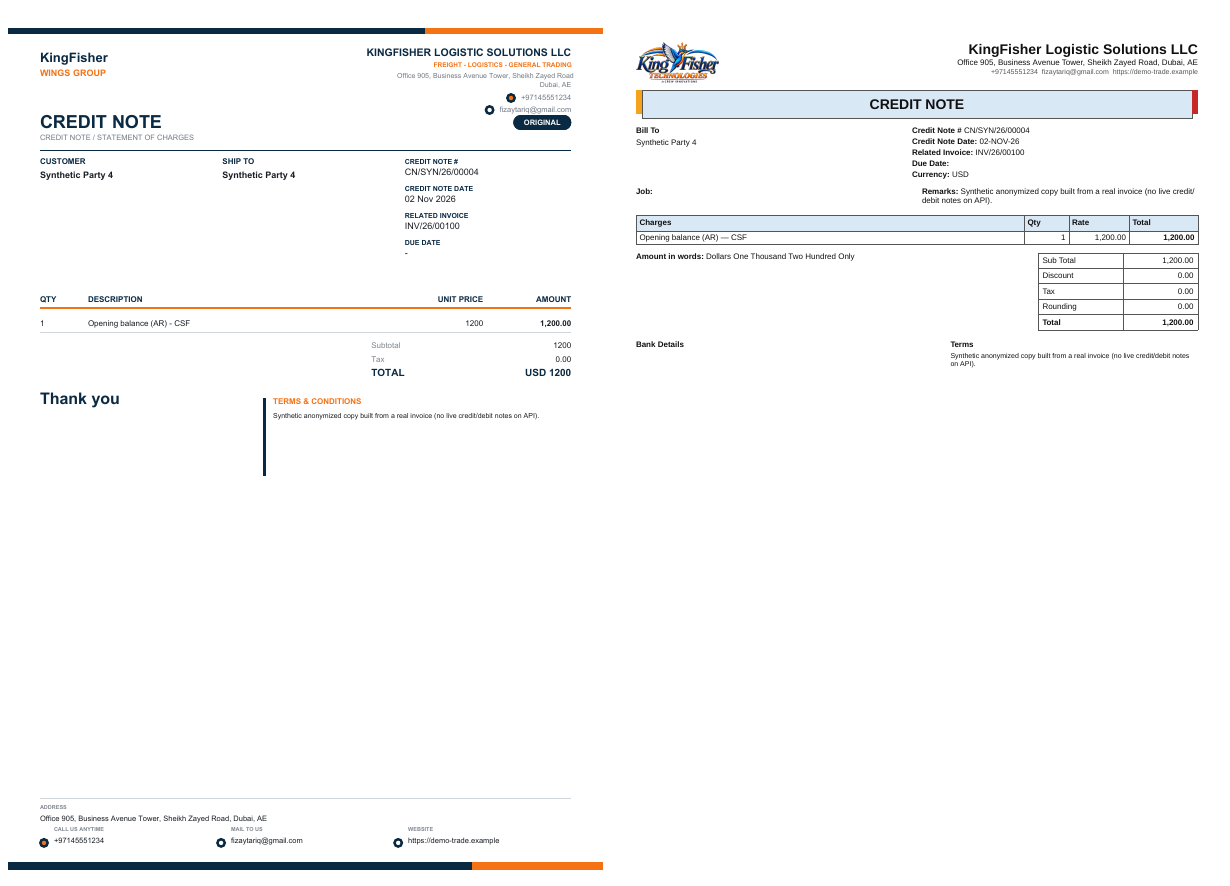 KingFisher
WINGS GROUP
KINGFISHER LOGISTIC SOLUTIONS LLC
FREIGHT - LOGISTICS - GENERAL TRADING
Office 905, Business Avenue Tower, Sheikh Zayed Road
Dubai, AE
+97145551234
fizaytariq@gmail.com
CREDIT NOTE
ORIGINAL
CREDIT NOTE / STATEMENT OF CHARGES
CUSTOMER
Synthetic Party 4
SHIP TO
Synthetic Party 4
CREDIT NOTE #
CN/SYN/26/00004
CREDIT NOTE DATE
02 Nov 2026
RELATED INVOICE
INV/26/00100
DUE DATE
-
QTY DESCRIPTION UNIT PRICE AMOUNT
1 Opening balance (AR) - CSF 1200 1,200.00
Subtotal 1200
Tax 0.00
TOTAL USD 1200
Thank you
TERMS & CONDITIONS
Synthetic anonymized copy built from a real invoice (no live credit/debit notes on API).
ADDRESS
Office 905, Business Avenue Tower, Sheikh Zayed Road, Dubai, AE
CALL US ANYTIME MAIL TO US WEBSITE
+97145551234 fizaytariq@gmail.com https://demo-trade.example
King Fisher
TECHNOLOGIES
KingFisher Logistic Solutions LLC
Office 905, Business Avenue Tower, Sheikh Zayed Road, Dubai, AE
+97145551234 fizaytariq@gmail.com https://demo-trade.example
CREDIT NOTE
Bill To
Synthetic Party 4
Credit Note # CN/SYN/26/00004
Credit Note Date: 02-NOV-26
Related Invoice: INV/26/00100
Due Date:
Currency: USD
Job:
Remarks: Synthetic anonymized copy built from a real invoice (no live credit/
debit notes on API).
Charges Qty Rate Total
Opening balance (AR) — CSF 1 1,200.00 1,200.00
Amount in words: Dollars One Thousand Two Hundred Only
Sub Total 1,200.00
Discount 0.00
Tax 0.00
Rounding 0.00
Total 1,200.00
Bank Details
Terms
Synthetic anonymized copy built from a real invoice (no live credit/debit notes
on API).